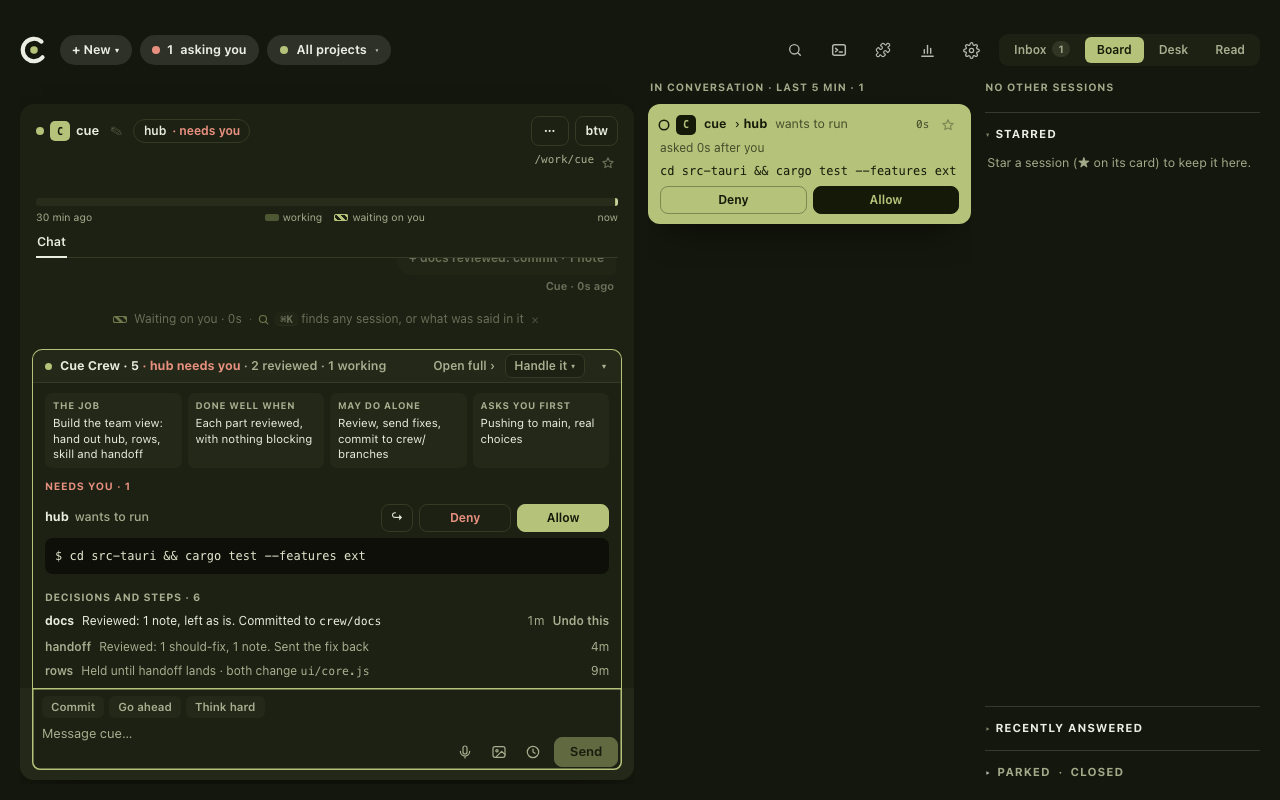 + New ▾
1 asking you
All projects
Inbox 1
Board
Desk
Read
C cue
hub · needs you
···
btw
/work/cue
30 min ago
working
waiting on you
now
Chat
+ docs reviewed: commit · 1 note
Cue · 0s ago
Waiting on you · 0s · ⌘K finds any session, or what was said in it ×
Cue Crew · 5 · hub needs you · 2 reviewed · 1 working
Open full ›
Handle it ▾
THE JOB
Build the team view:
hand out hub, rows,
skill and handoff
DONE WELL WHEN
Each part reviewed,
with nothing blocking
MAY DO ALONE
Review, send fixes,
commit to crew/
branches
ASKS YOU FIRST
Pushing to main, real
choices
NEEDS YOU · 1
hub wants to run
Deny
Allow
$ cd src-tauri && cargo test --features ext
DECISIONS AND STEPS · 6
docs Reviewed: 1 note, left as is. Committed to crew/docs 1m Undo this
handoff Reviewed: 1 should-fix, 1 note. Sent the fix back 4m
rows Held until handoff lands · both change ui/core.js 9m
Commit
Go ahead
Think hard
Message cue…
Send
IN CONVERSATION · LAST 5 MIN · 1
C cue › hub wants to run 0s
asked 0s after you
cd src-tauri && cargo test --features ext
Deny
Allow
NO OTHER SESSIONS
STARRED
Star a session (★ on its card) to keep it here.
RECENTLY ANSWERED
PARKED · CLOSED